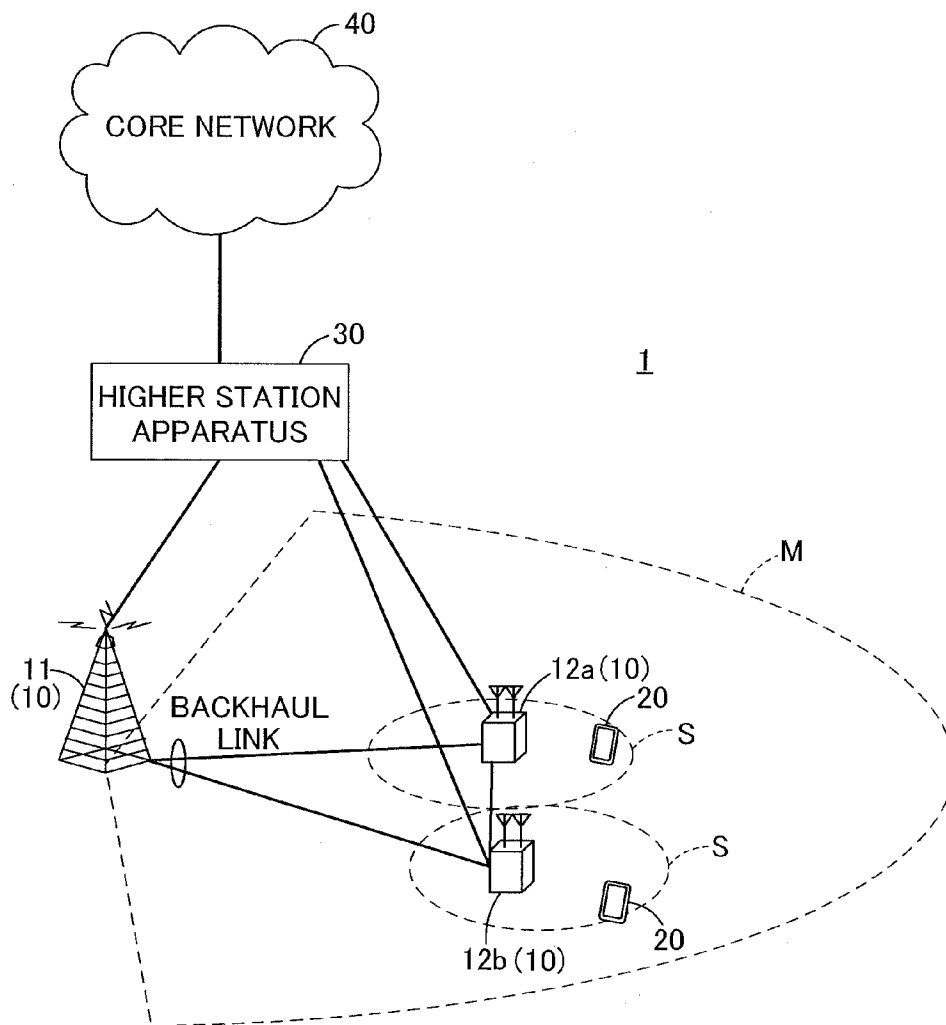 40
CORE NETWORK
30
HIGHER STATION
APPARATUS
1
M
11
(10)
BACKHAUL
LINK
12a (10)
20
S
S
20
12b (10)